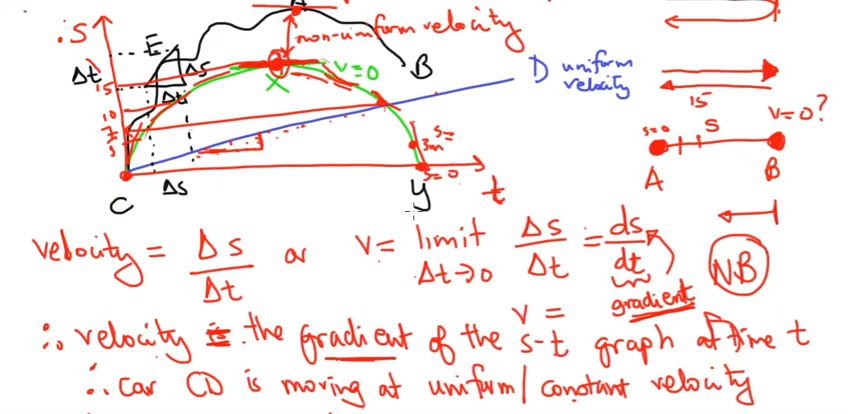 S
E
Δt
Δs
non-uniform velocity
v=0
B
D uniform
velocity
15
10
7
5
X
Δs
C
Y
t
s=
3m
s=0
15
v=0?
s=0
S
A
B
velocity = Δs/Δt or v= limit Δt→0 Δs/Δt = ds/dt
NB
gradient
v =
∴ velocity is the gradient of the s-t graph at time t
∴ Car CD is moving at uniform/constant velocity